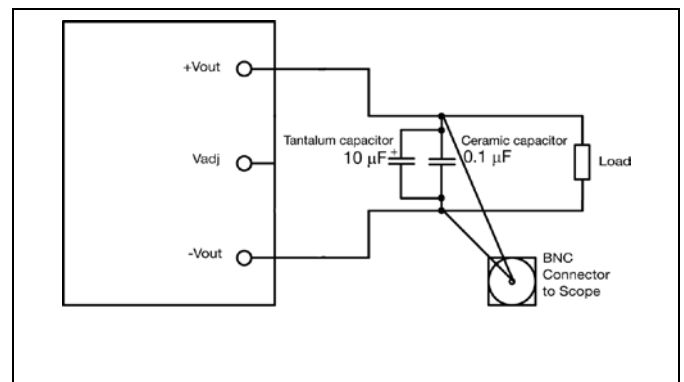 +Vout
Tantalum capacitor
10 µF
+
Ceramic capacitor
0.1 µF
Vadj
Load
-Vout
BNC
Connector
to Scope